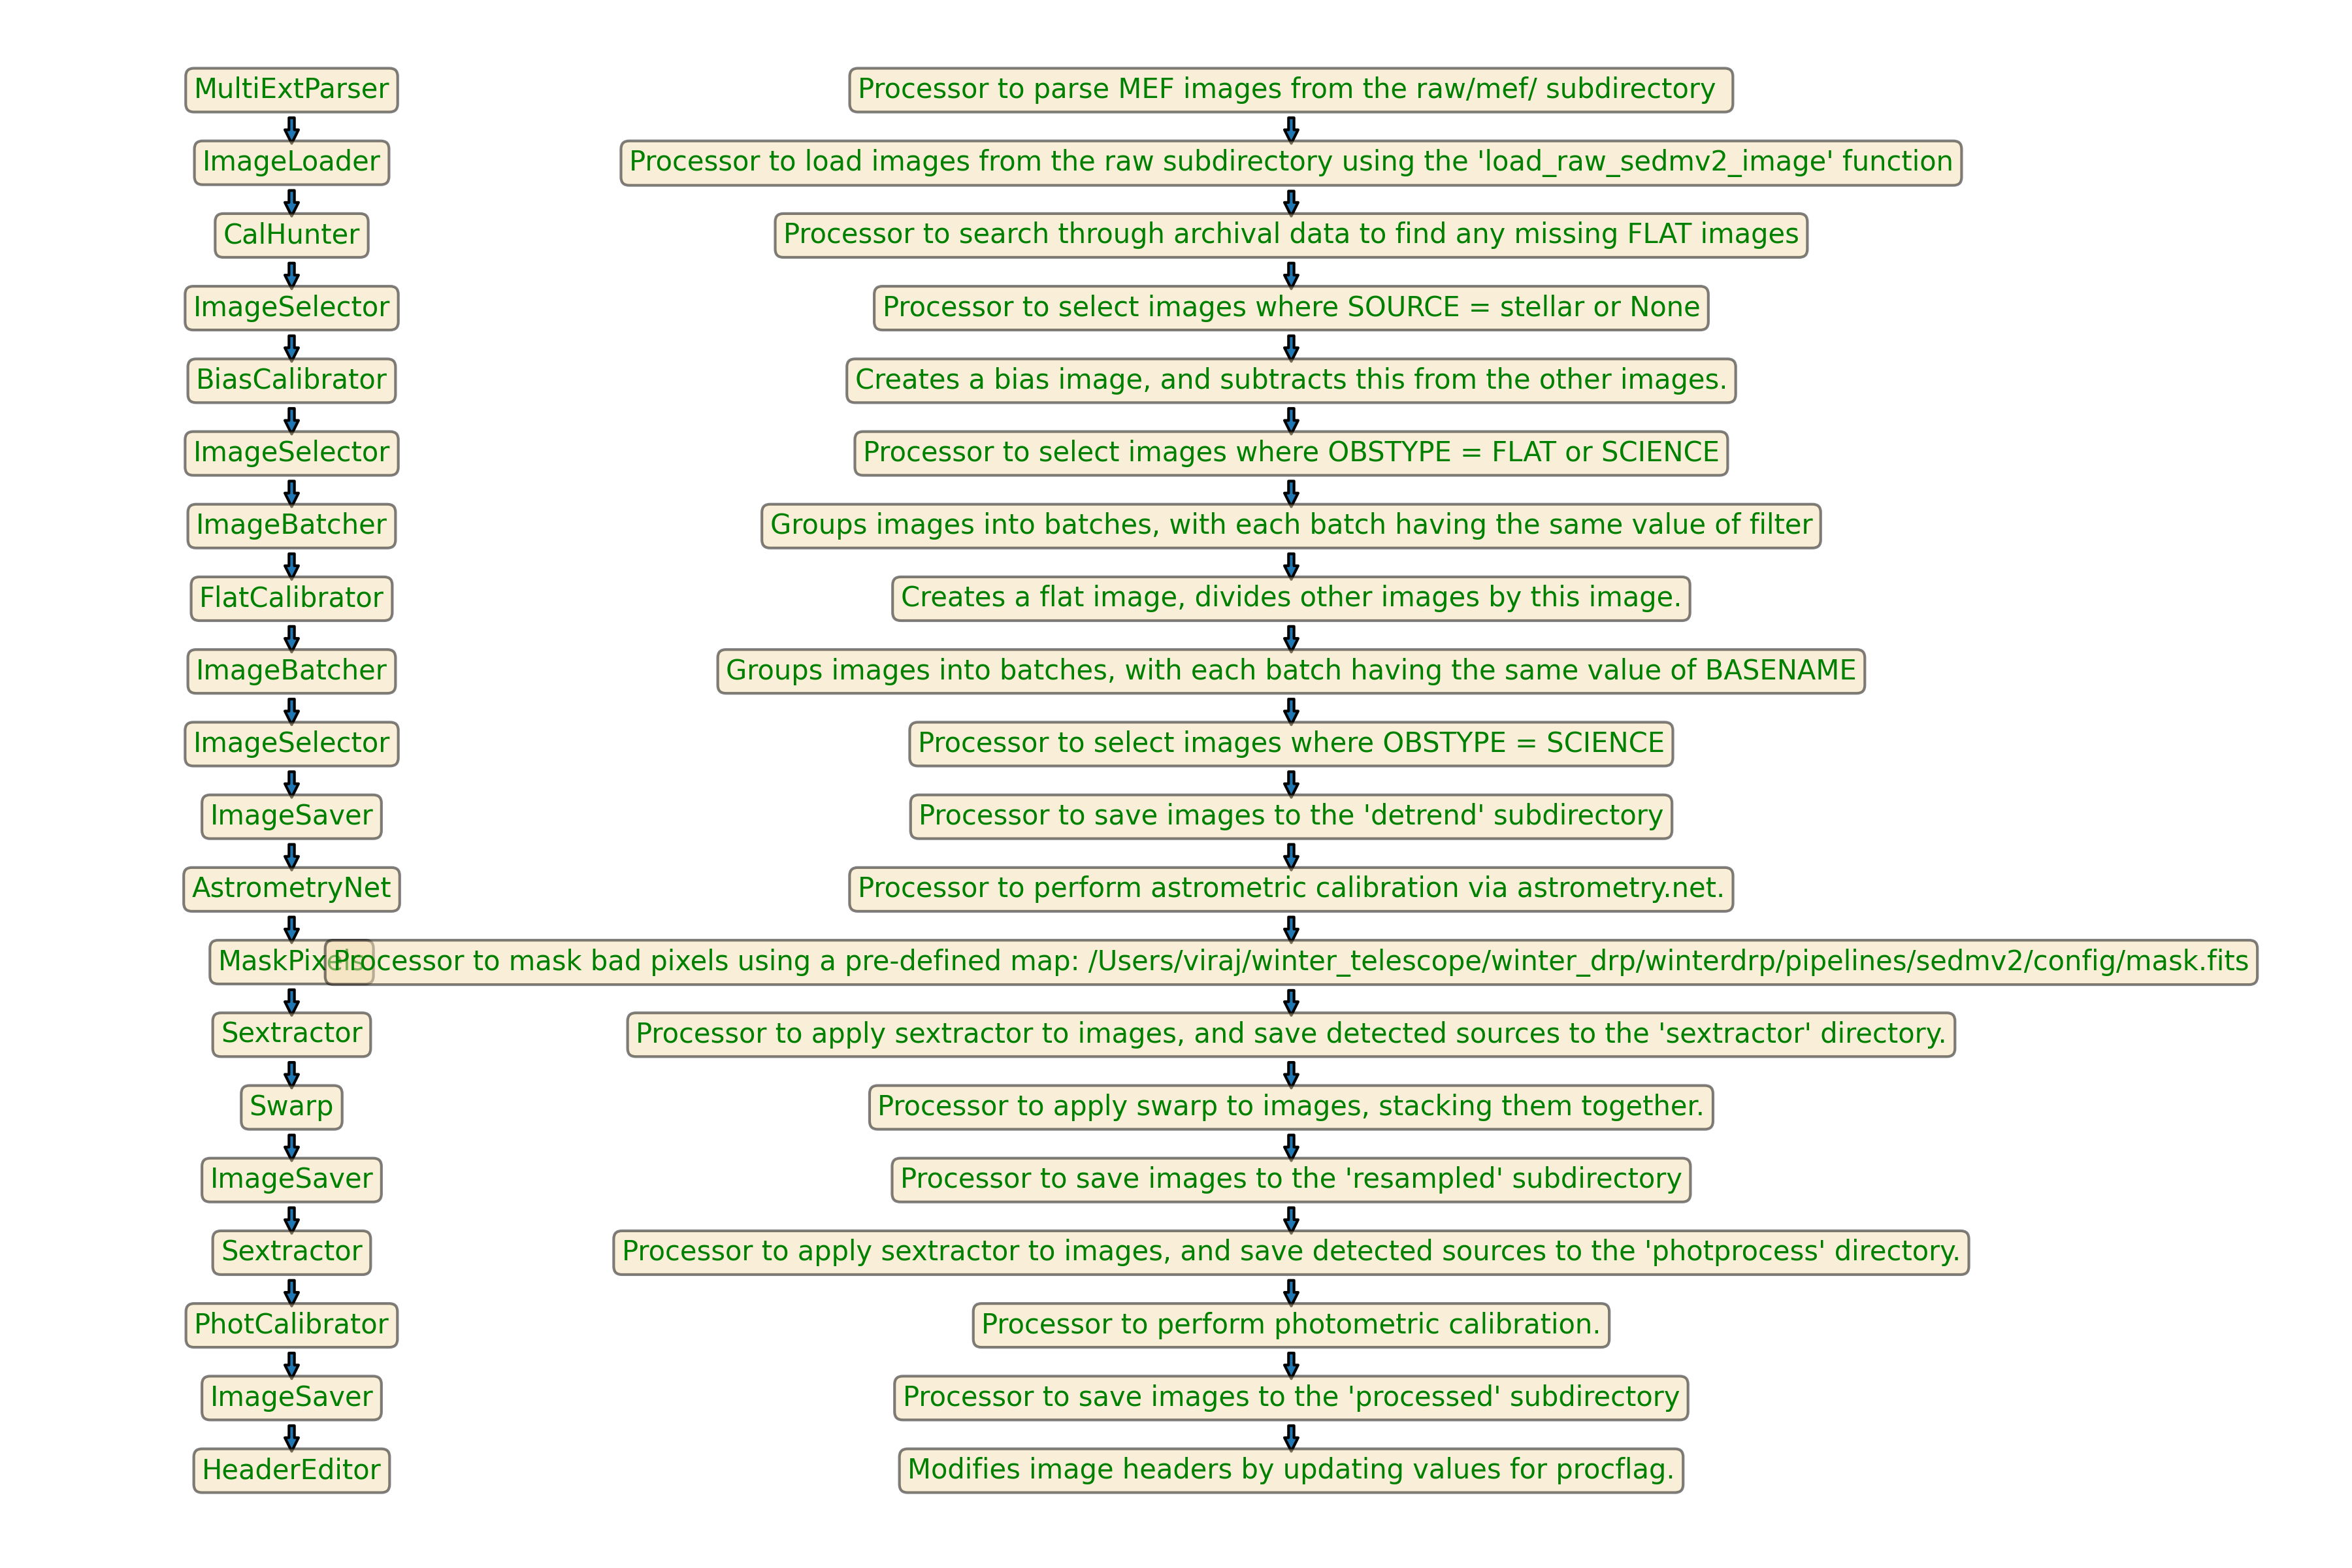 MultiExtParser
Processor to parse MEF images from the raw/mef/ subdirectory
ImageLoader
Processor to load images from the raw subdirectory using the 'load_raw_sedmv2_image' function
CalHunter
Processor to search through archival data to find any missing FLAT images
ImageSelector
Processor to select images where SOURCE = stellar or None
BiasCalibrator
Creates a bias image, and subtracts this from the other images.
ImageSelector
Processor to select images where OBSTYPE = FLAT or SCIENCE
ImageBatcher
Groups images into batches, with each batch having the same value of filter
FlatCalibrator
Creates a flat image, divides other images by this image.
ImageBatcher
Groups images into batches, with each batch having the same value of BASENAME
ImageSelector
Processor to select images where OBSTYPE = SCIENCE
ImageSaver
Processor to save images to the 'detrend' subdirectory
AstrometryNet
Processor to perform astrometric calibration via astrometry.net.
MaskPixels
Processor to mask bad pixels using a pre-defined map: /Users/viraj/winter_telescope/winter_drp/winterdrp/pipelines/sedmv2/config/mask.fits
Sextractor
Processor to apply sextractor to images, and save detected sources to the 'sextractor' directory.
Swarp
Processor to apply swarp to images, stacking them together.
ImageSaver
Processor to save images to the 'resampled' subdirectory
Sextractor
Processor to apply sextractor to images, and save detected sources to the 'photprocess' directory.
PhotCalibrator
Processor to perform photometric calibration.
ImageSaver
Processor to save images to the 'processed' subdirectory
HeaderEditor
Modifies image headers by updating values for procflag.